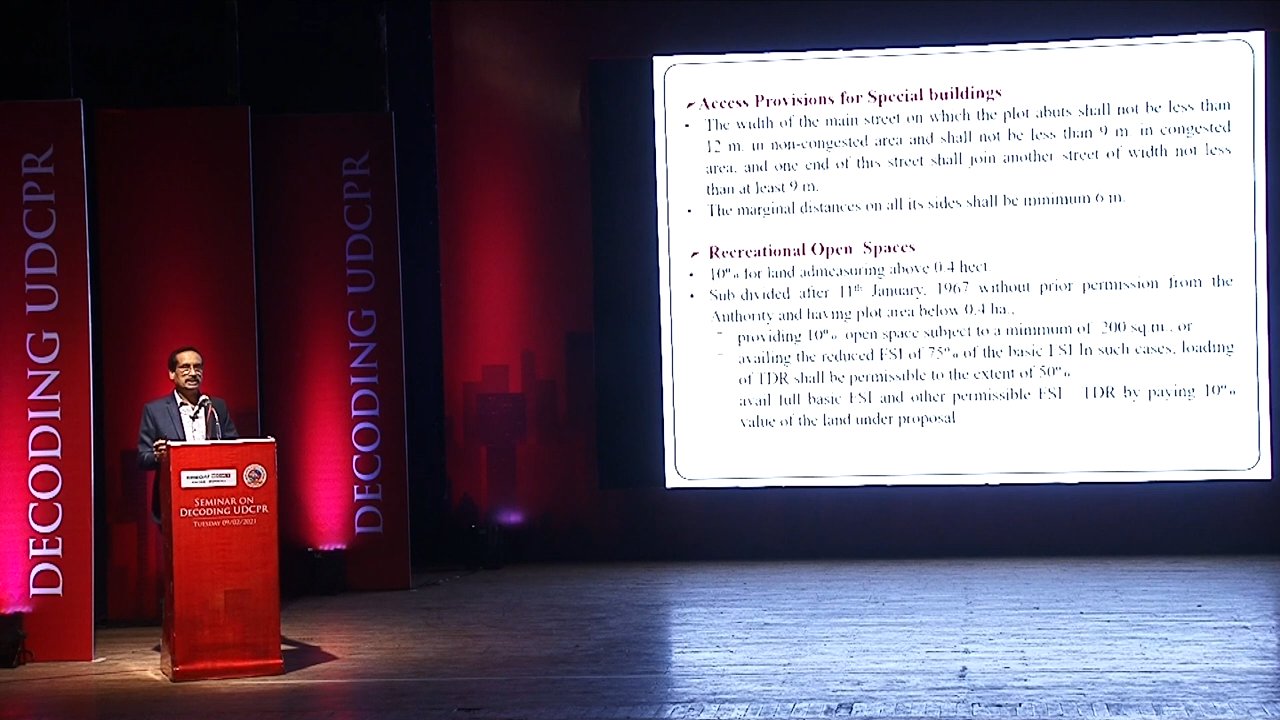 DECODING UDCPR
DECODING UDCPR
SEMINAR ON
DECODING UDCPR
TUESDAY 09/02/2021
Access Provisions for Special buildings
The width of the main street on which the plot abuts shall not be less than
12 m. in non-congested area and shall not be less than 9 m. in congested
area, and one end of this street shall join another street of width not less
than at least 9 m.
The marginal distances on all its sides shall be minimum 6 m.
Recreational Open Spaces
10% for land admeasuring above 0.4 hect
Sub divided after 11th January, 1967 without prior permission from the
Authority and having plot area below 0.4 ha.,
providing 10% open space subject to a minimum of 200 sq.m., or
availing the reduced FSI of 75% of the basic FSI In such cases, loading
of TDR shall be permissible to the extent of 50%
avail full basic FSI and other permissible FSI TDR by paying 10%
value of the land under proposal